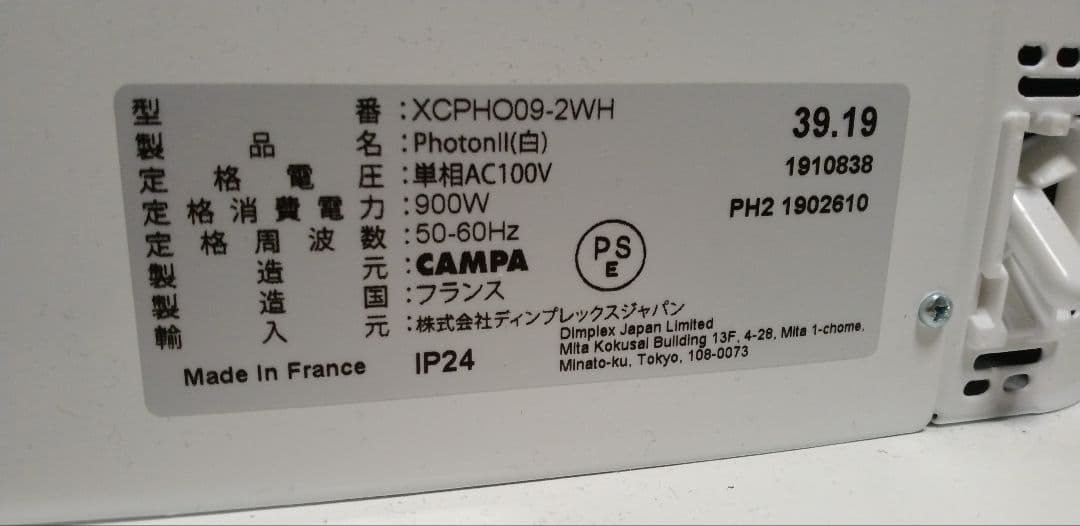 型番:XCPHO09-2WH
製品名:PhotonII(白)
定格電圧:単相AC100V
定格消費電力:900W
定格周波数:50-60Hz
製造元:CAMPA
製造国:フランス
輸入元:株式会社ディンプレックスジャパン
Dimplex Japan Limited
Mita Kokusai Building 13F, 4-28, Mita 1-chome,
Minato-ku, Tokyo, 108-0073
Made In France
IP24
PS
E
39.19
1910838
PH2 1902610